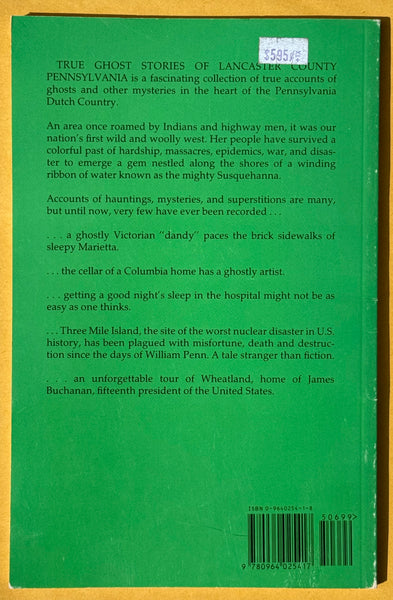 $5.95
TRUE GHOST STORIES OF LANCASTER COUNTY
PENNSYLVANIA is a fascinating collection of true accounts of
ghosts and other mysteries in the heart of the Pennsylvania
Dutch Country.
An area once roamed by Indians and highway men, it was our
nation's first wild and woolly west. Her people have survived a
colorful past of hardship, massacres, epidemics, war, and disas-
ter to emerge a gem nestled along the shores of a winding
ribbon of water known as the mighty Susquehanna.
Accounts of hauntings, mysteries, and superstitions are many,
but until now, very few have ever been recorded . . .
. . . a ghostly Victorian "dandy" paces the brick sidewalks of
sleepy Marietta.
. . . the cellar of a Columbia home has a ghostly artist.
. . . getting a good night's sleep in the hospital might not be as
easy as one thinks.
. . . Three Mile Island, the site of the worst nuclear disaster in U.S.
history, has been plagued with misfortune, death and destruc-
tion since the days of William Penn. A tale stranger than fiction.
. . . an unforgettable tour of Wheatland, home of James
Buchanan, fifteenth president of the United States.
ISBN 0-9640254-1-8
50699>
9 780964 025417